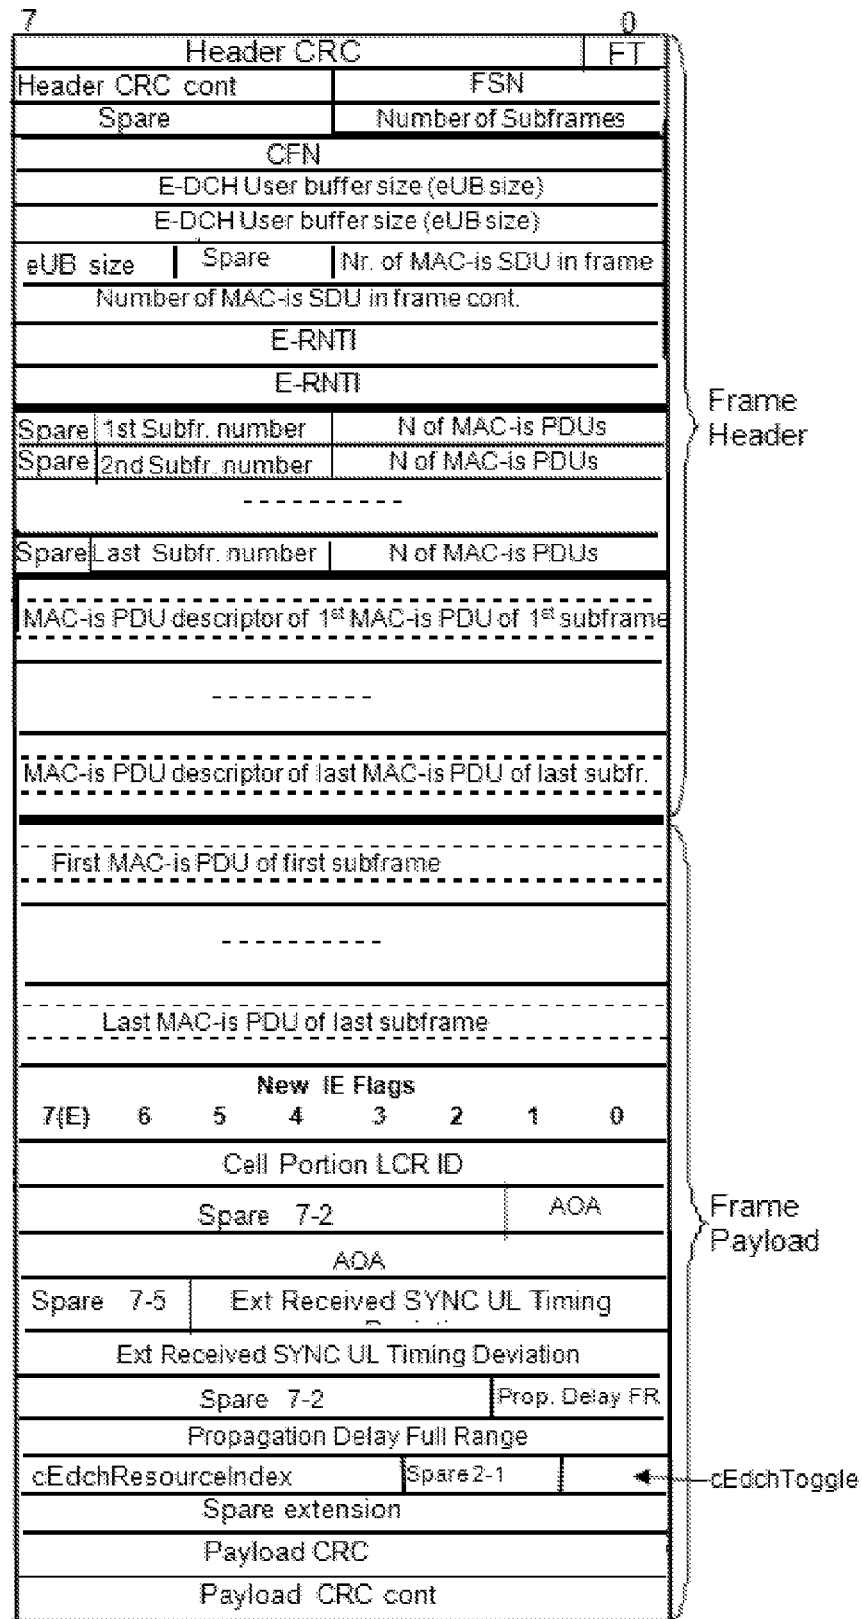 7 0
Header CRC FT
Header CRC cont FSN
Spare Number of Subframes
CFN
E-DCH User buffer size (eUB size)
E-DCH User buffer size (eUB size)
eUB size Spare Nr. of MAC-is SDU in frame
Number of MAC-is SDU in frame cont.
E-RNTI
E-RNTI
Frame
Header
Spare 1st Subfr. number N of MAC-is PDUs
Spare 2nd Subfr. number N of MAC-is PDUs
Spare Last Subfr. number N of MAC-is PDUs
MAC-is PDU descriptor of 1st MAC-is PDU of 1st subframe
MAC-is PDU descriptor of last MAC-is PDU of last subfr.
First MAC-is PDU of first subframe
Last MAC-is PDU of last subframe
New IE Flags
7(E) 6 5 4 3 2 1 0
Cell Portion LCR ID
Spare 7-2 AOA
Frame
Payload
AOA
Spare 7-5 Ext Received SYNC UL Timing
Ext Received SYNC UL Timing Deviation
Spare 7-2 Prop. Delay FR
Propagation Delay Full Range
cEdchResourceIndex Spare 2-1 cEdchToggle
Spare extension
Payload CRC
Payload CRC cont